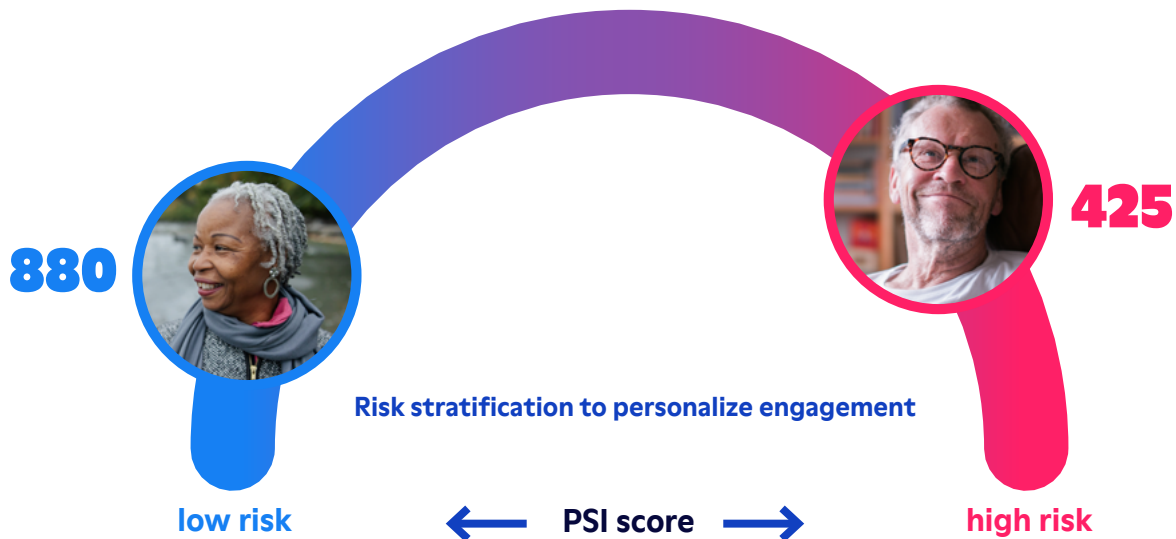 425
880
Risk stratification to personalize engagement
low risk
PSI score
high risk